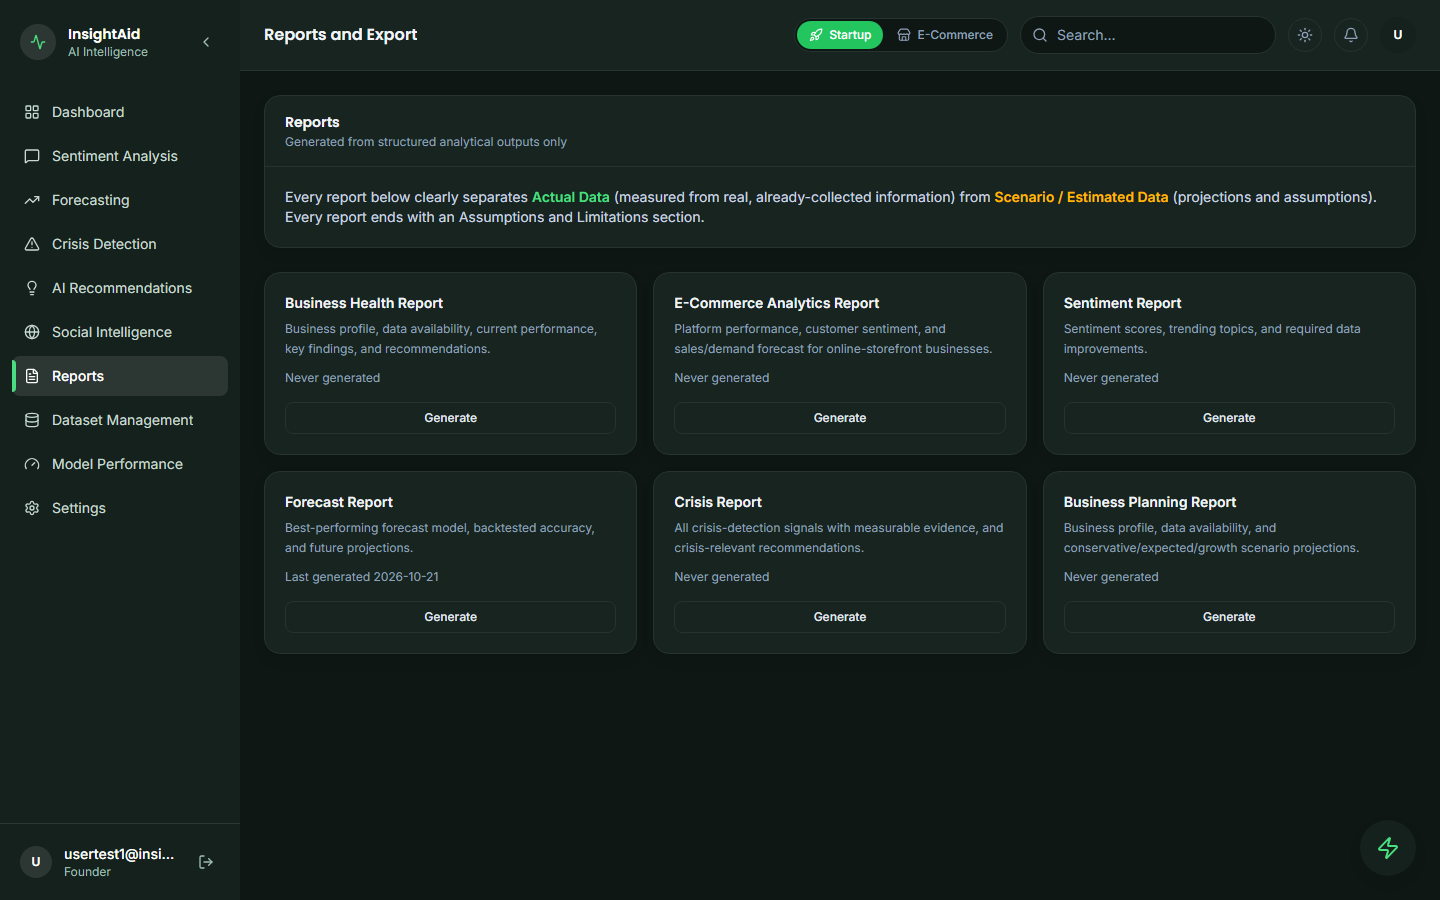 InsightAid
AI Intelligence
Dashboard
Sentiment Analysis
Forecasting
Crisis Detection
AI Recommendations
Social Intelligence
Reports
Dataset Management
Model Performance
Settings
U
usertest1@insi...
Founder
Reports and Export
Startup
E-Commerce
Search...
U
Reports
Generated from structured analytical outputs only
Every report below clearly separates Actual Data (measured from real, already-collected information) from Scenario / Estimated Data (projections and assumptions).
Every report ends with an Assumptions and Limitations section.
Business Health Report
Business profile, data availability, current performance,
key findings, and recommendations.
Never generated
Generate
E-Commerce Analytics Report
Platform performance, customer sentiment, and
sales/demand forecast for online-storefront businesses.
Never generated
Generate
Sentiment Report
Sentiment scores, trending topics, and required data
improvements.
Never generated
Generate
Forecast Report
Best-performing forecast model, backtested accuracy,
and future projections.
Last generated 2026-10-21
Generate
Crisis Report
All crisis-detection signals with measurable evidence, and
crisis-relevant recommendations.
Never generated
Generate
Business Planning Report
Business profile, data availability, and
conservative/expected/growth scenario projections.
Never generated
Generate